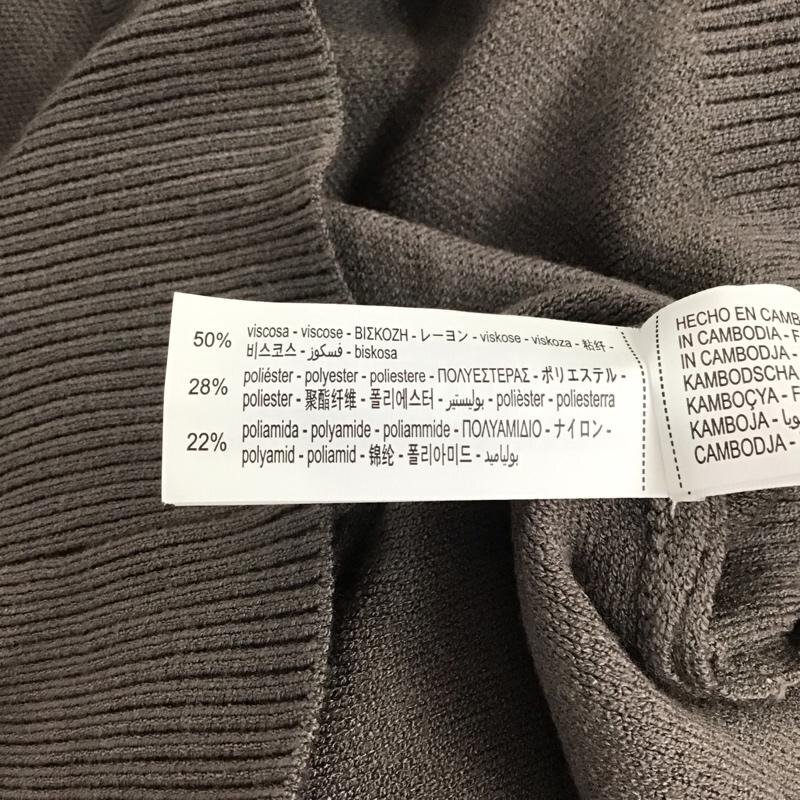 50% viscosa - viscose - ΒΙΣΚΟΖΗ - レーヨン - viskose - viskoza - 粘纤 -
비스코스 - فسكوز - biskosa
28% poliéster - polyester - poliestere - ΠΟΛΥΕΣΤΕΡΑΣ - ポリエステル -
poliester - 聚酯纤维 - 폴리에스터 - بوليستير - polièster - poliesterra
22% poliamida - polyamide - poliammide - ΠΟΛΥΑΜΙΔΙΟ - ナイロン -
polyamid - poliamid - 锦纶 - 폴리아미드 - بولياميد
HECHO EN CAMB
IN CAMBODIA - F
IN CAMBODJA -
KAMBODSCHA
KAMBOÇYA - F
KAMBOJA -
CAMBODJA -